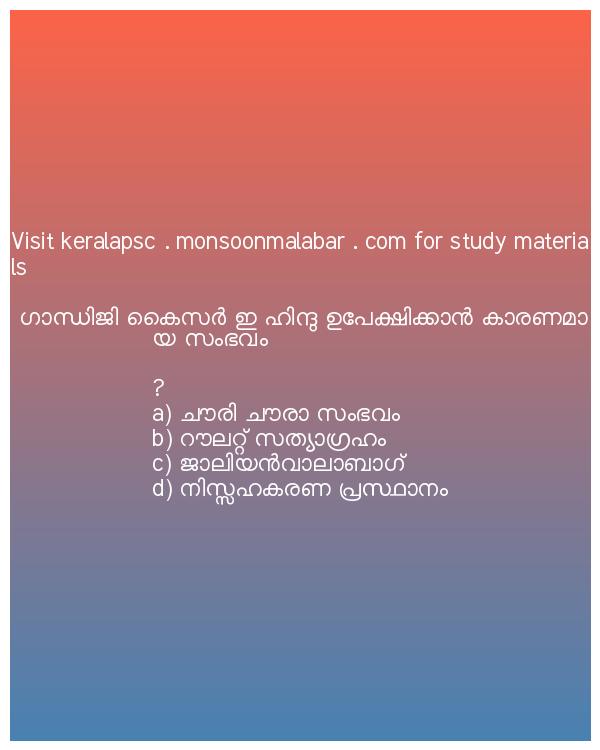 Visit keralapsc . monsoonmalabar . com for study materia
ls
ഗാന്ധിജി കൈസർ ഇ ഹിന്ദു ഉപേക്ഷിക്കാൻ കാരണമാ
യ സംഭവം
?
a) ചൗരി ചൗരാ സംഭവം
b) റൗലറ്റ് സത്യാഗ്രഹം
c) ജാലിയൻവാലാബാഗ്
d) നിസ്സഹകരണ പ്രസ്ഥാനം